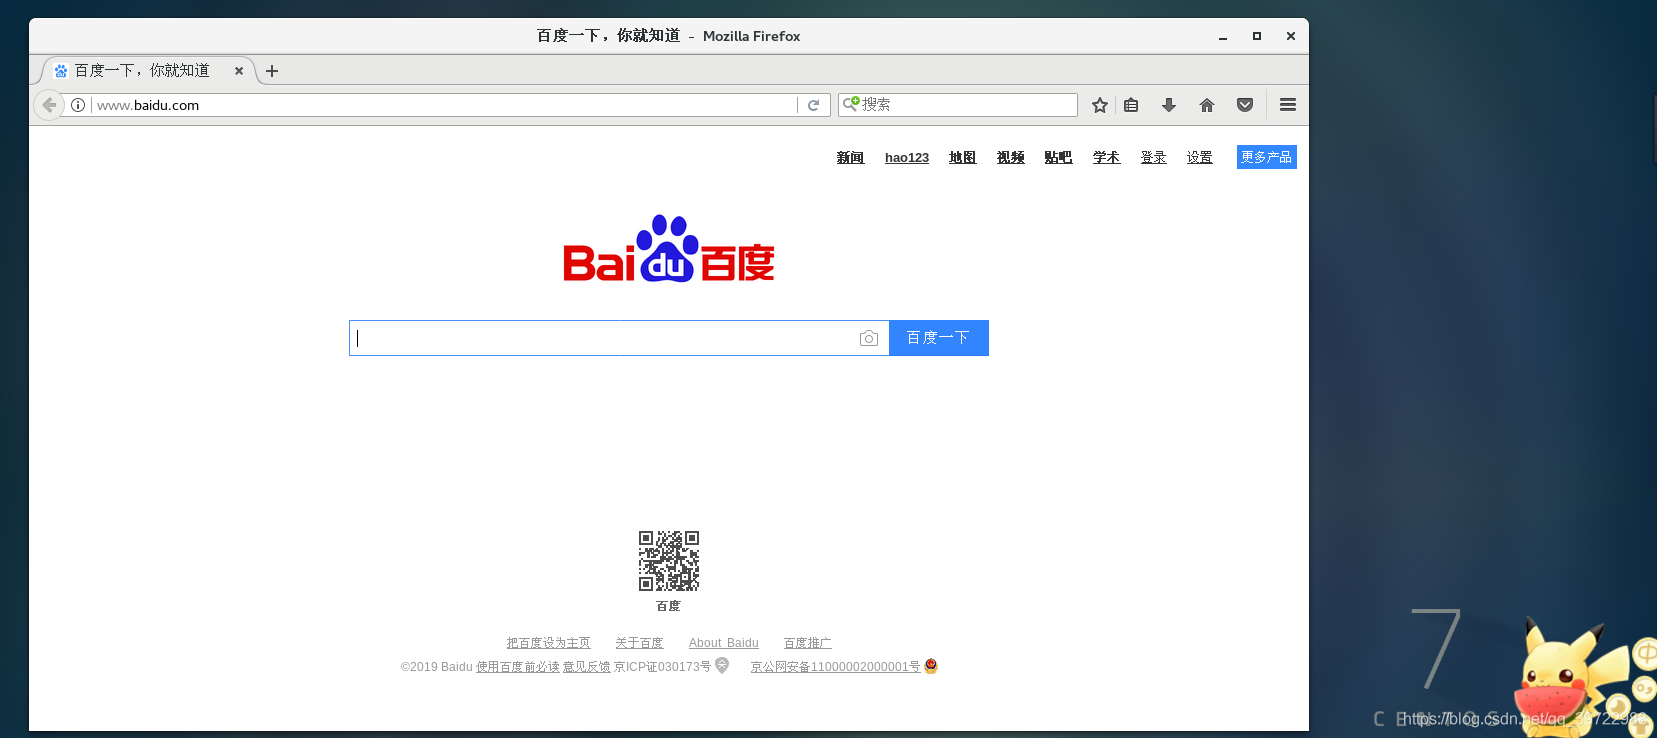 百度一下，你就知道 - Mozilla Firefox
百度一下，你就知道
www.baidu.com
搜索
新闻 hao123 地图 视频 贴吧 学术 登录 设置 更多产品
Bai du 百度
百度一下
百度
把百度设为主页 关于百度 About Baidu 百度推广
©2019 Baidu 使用百度前必读 意见反馈 京ICP证030173号 京公网安备11000002000001号
7
CENTOS
中
https://blog.csdn.net/qq_39722988